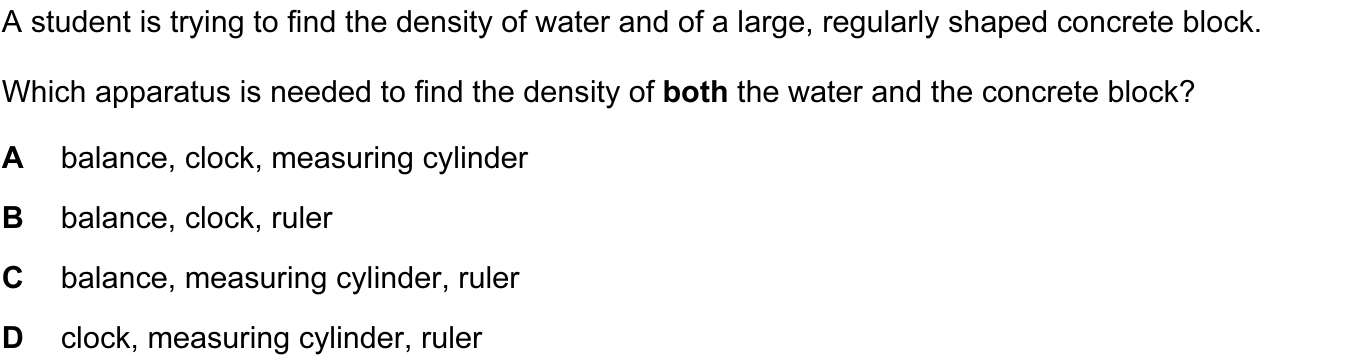 A student is trying to find the density of water and of a large, regularly shaped concrete block.
Which apparatus is needed to find the density of both the water and the concrete block?
A balance, clock, measuring cylinder
B balance, clock, ruler
C balance, measuring cylinder, ruler
D clock, measuring cylinder, ruler